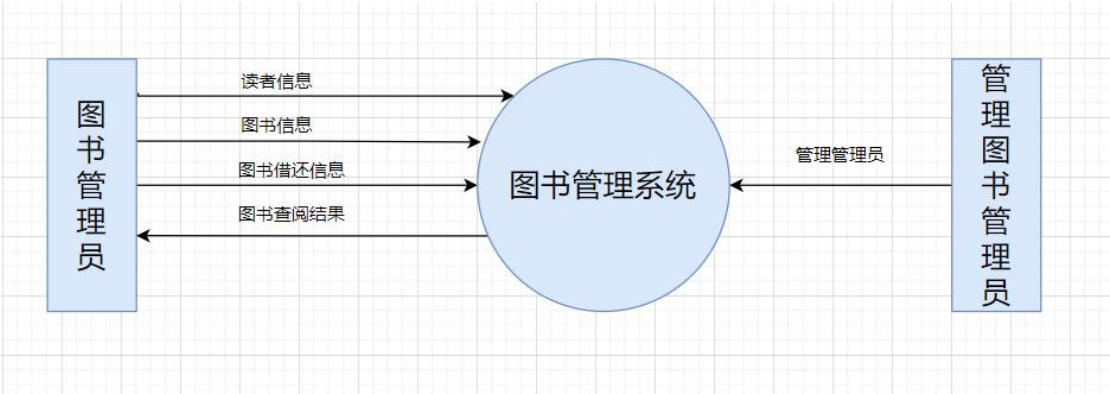 图书管理员
读者信息
图书信息
图书借还信息
图书查阅结果
图书管理系统
管理管理员
管理图书管理员